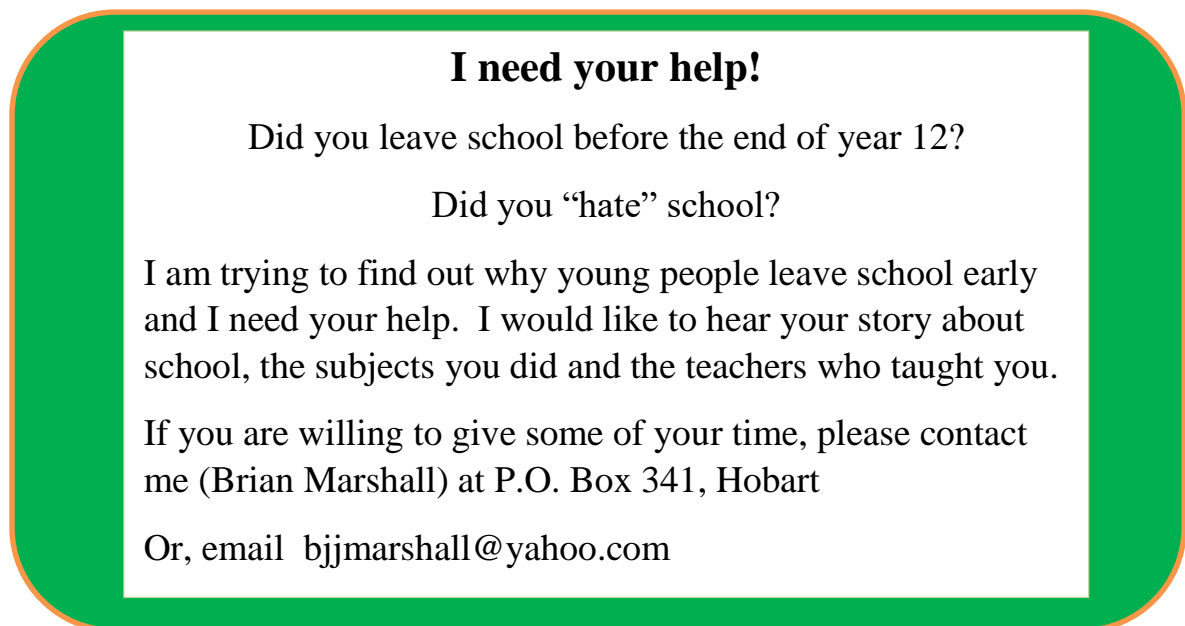 I need your help!
Did you leave school before the end of year 12?
Did you “hate” school?
I am trying to find out why young people leave school early
and I need your help.  I would like to hear your story about
school, the subjects you did and the teachers who taught you.
If you are willing to give some of your time, please contact
me (Brian Marshall) at P.O. Box 341, Hobart
Or, email  bjjmarshall@yahoo.com